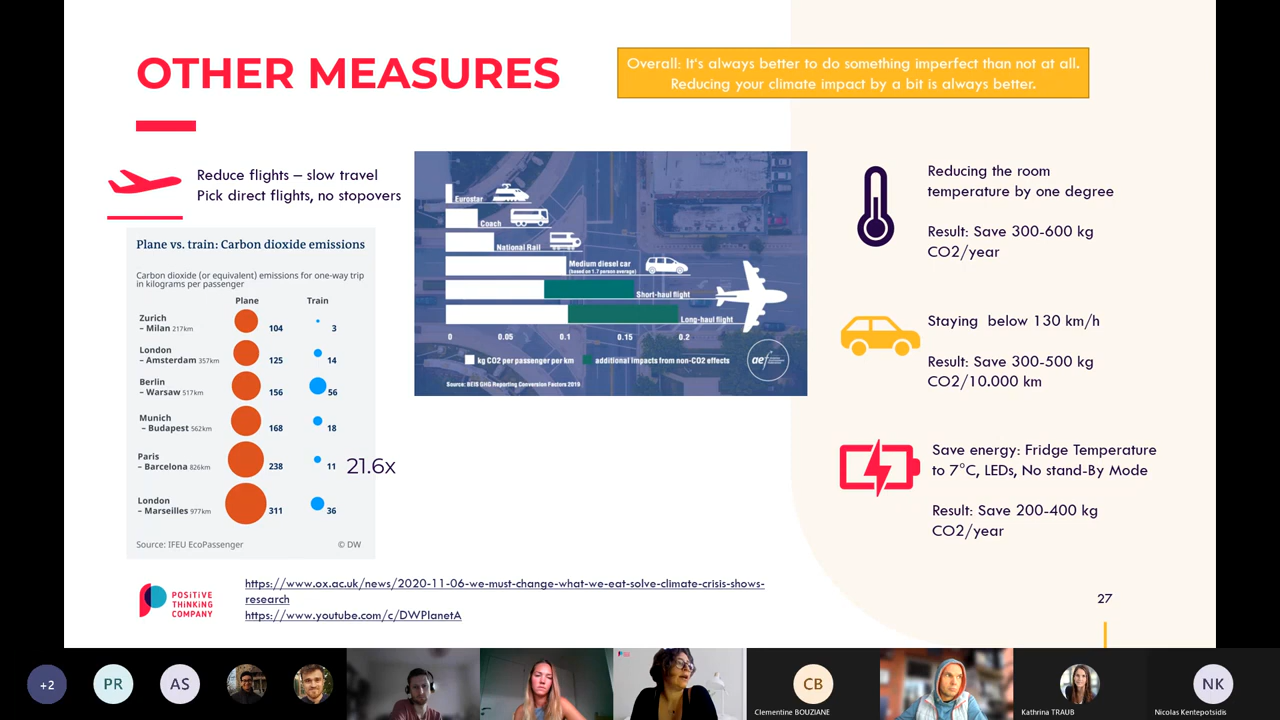 OTHER MEASURES
Overall: It's always better to do something imperfect than not at all.
Reducing your climate impact by a bit is always better.
Reduce flights – slow travel
Pick direct flights, no stopovers
Plane vs. train: Carbon dioxide emissions
Carbon dioxide (or equivalent) emissions for one-way trip
in kilograms per passenger
Plane Train
Zurich
– Milan 217km 104 3
London
– Amsterdam 357km 125 14
Berlin
– Warsaw 517km 156 56
Munich
– Budapest 562km 168 18
Paris
– Barcelona 826km 238 11 21.6x
London
– Marseilles 977km 311 36
Source: IFEU EcoPassenger © DW
Eurostar
Coach
National Rail
Medium diesel car
(based on 1.7 person average)
Short-haul flight
Long-haul flight
0 0.05 0.1 0.15 0.2
kg CO2 per passenger per km additional impacts from non-CO2 effects
aef
Source: BEIS GHG Reporting Conversion Factors 2019
Reducing the room
temperature by one degree
Result: Save 300-600 kg
CO2/year
Staying below 130 km/h
Result: Save 300-500 kg
CO2/10.000 km
Save energy: Fridge Temperature
to 7°C, LEDs, No stand-By Mode
Result: Save 200-400 kg
CO2/year
POSITIVE
THINKING
COMPANY
https://www.ox.ac.uk/news/2020-11-06-we-must-change-what-we-eat-solve-climate-crisis-shows-
research
https://www.youtube.com/c/DWPlanetA
27
+2
PR
AS
CB
Clementine BOUZIANE
Kathrina TRAUB
NK
Nicolas Kentepotsidis